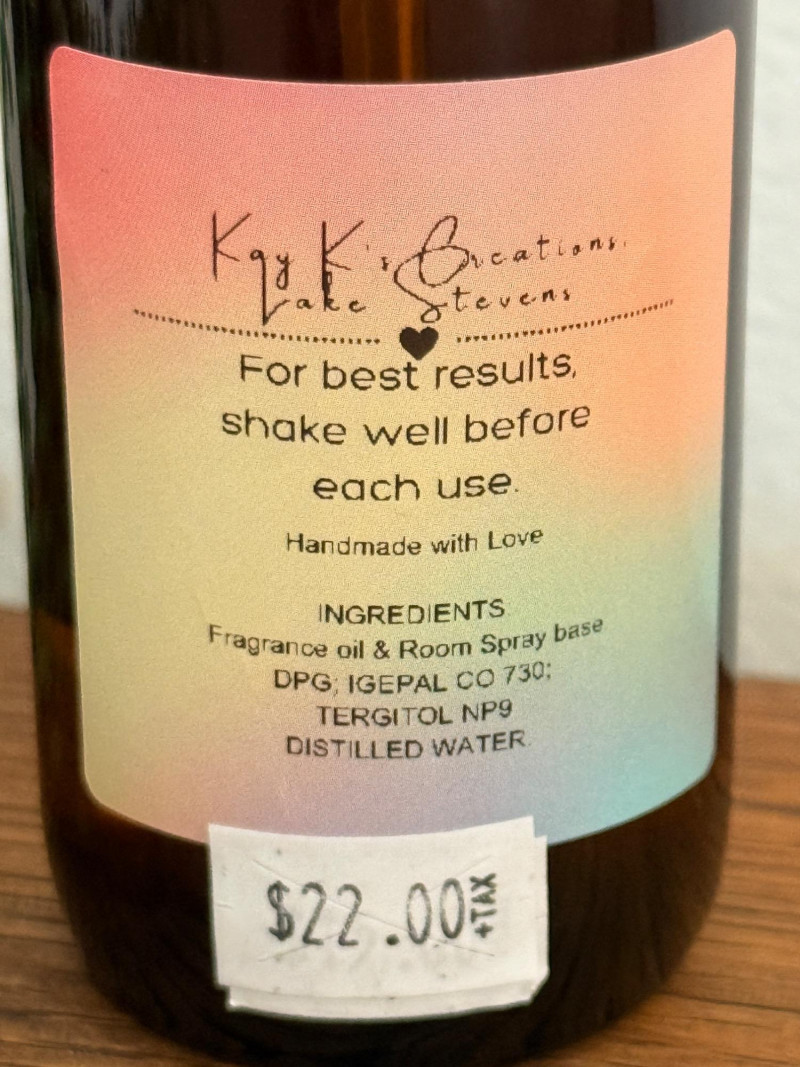 Kay K's Creations,
Lake Stevens
For best results,
shake well before
each use.
Handmade with Love
INGREDIENTS
Fragrance oil & Room Spray base
DPG; IGEPAL CO 730;
TERGITOL NP9
DISTILLED WATER
$22.00 +TAX